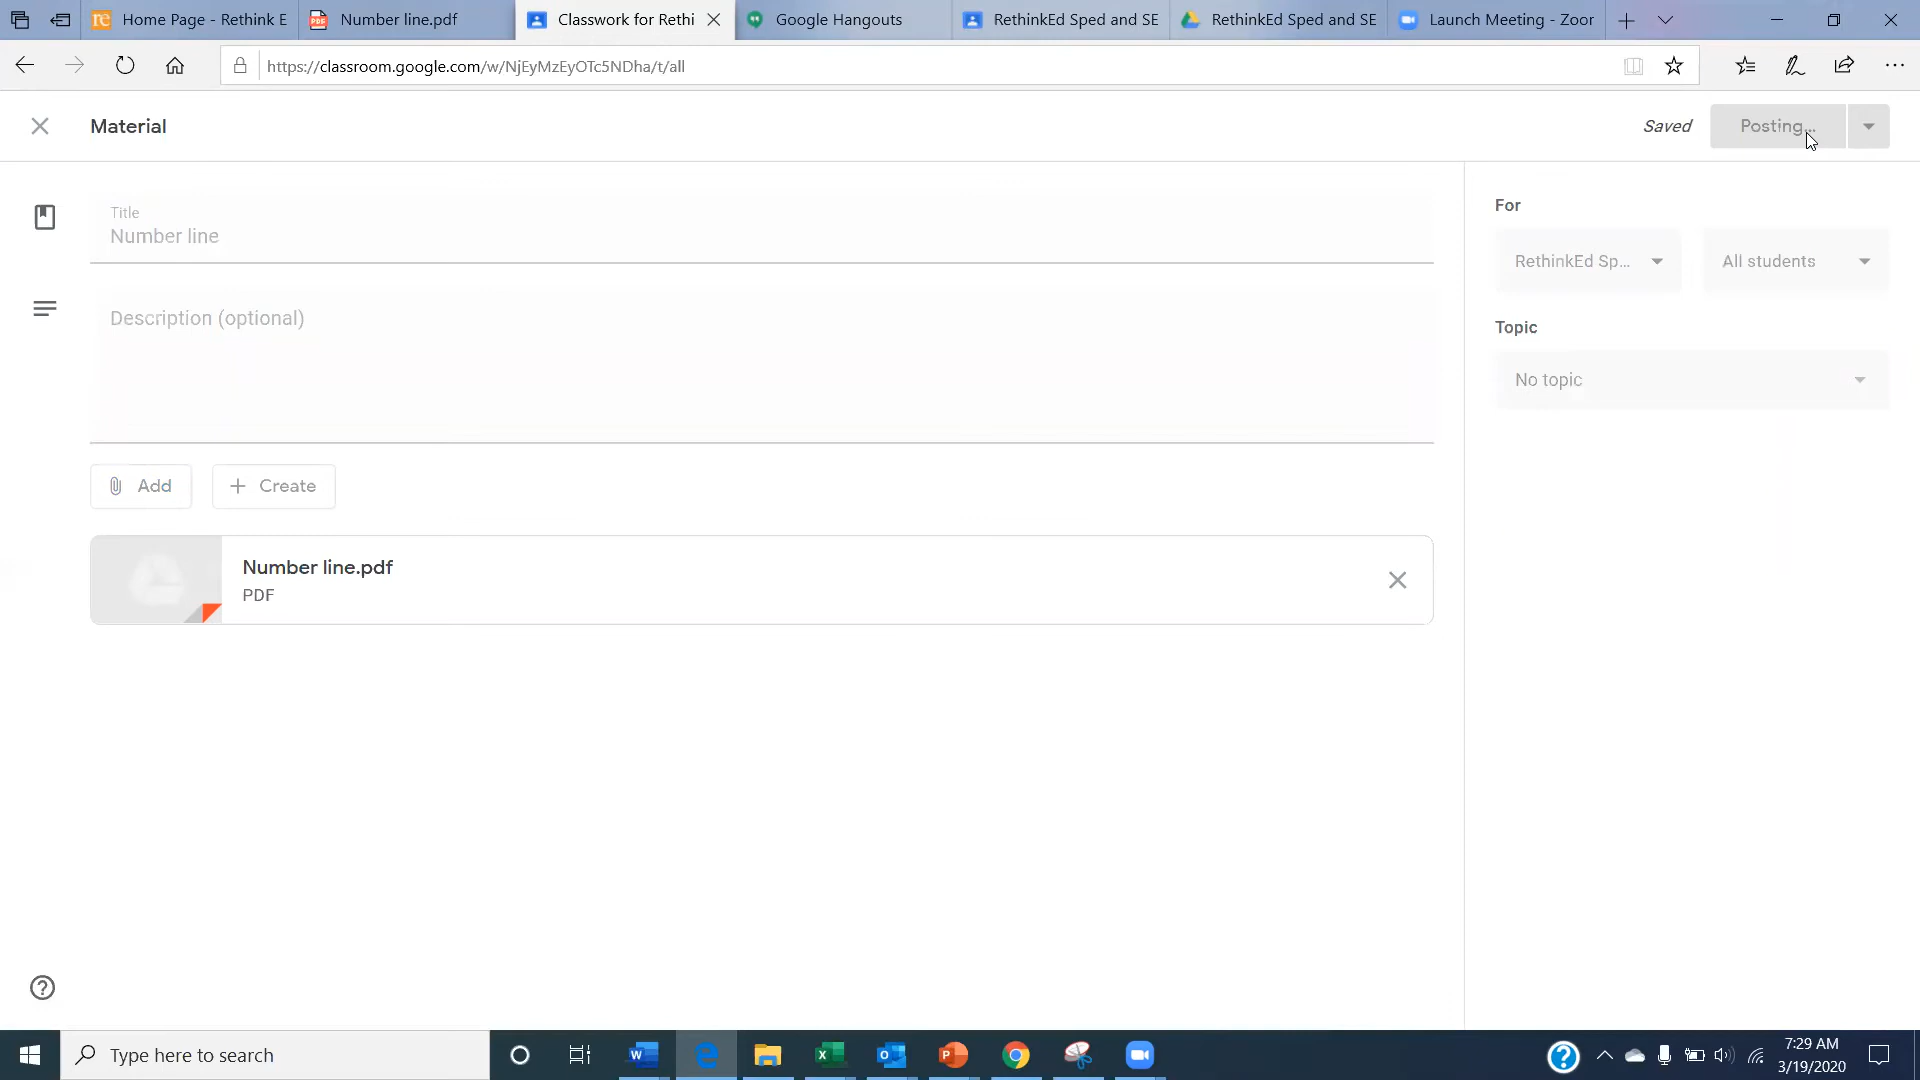 Home Page - Rethink E
Number line.pdf
Classwork for Rethi
Google Hangouts
RethinkEd Sped and SE
RethinkEd Sped and SE
Launch Meeting - Zoor
https://classroom.google.com/w/NjEyMzEyOTc5NDha/t/all
Material
Saved
Posting...
Title
Number line
Description (optional)
Add
Create
Number line.pdf
PDF
For
RethinkEd Sp...
All students
Topic
No topic
Type here to search
7:29 AM
3/19/2020